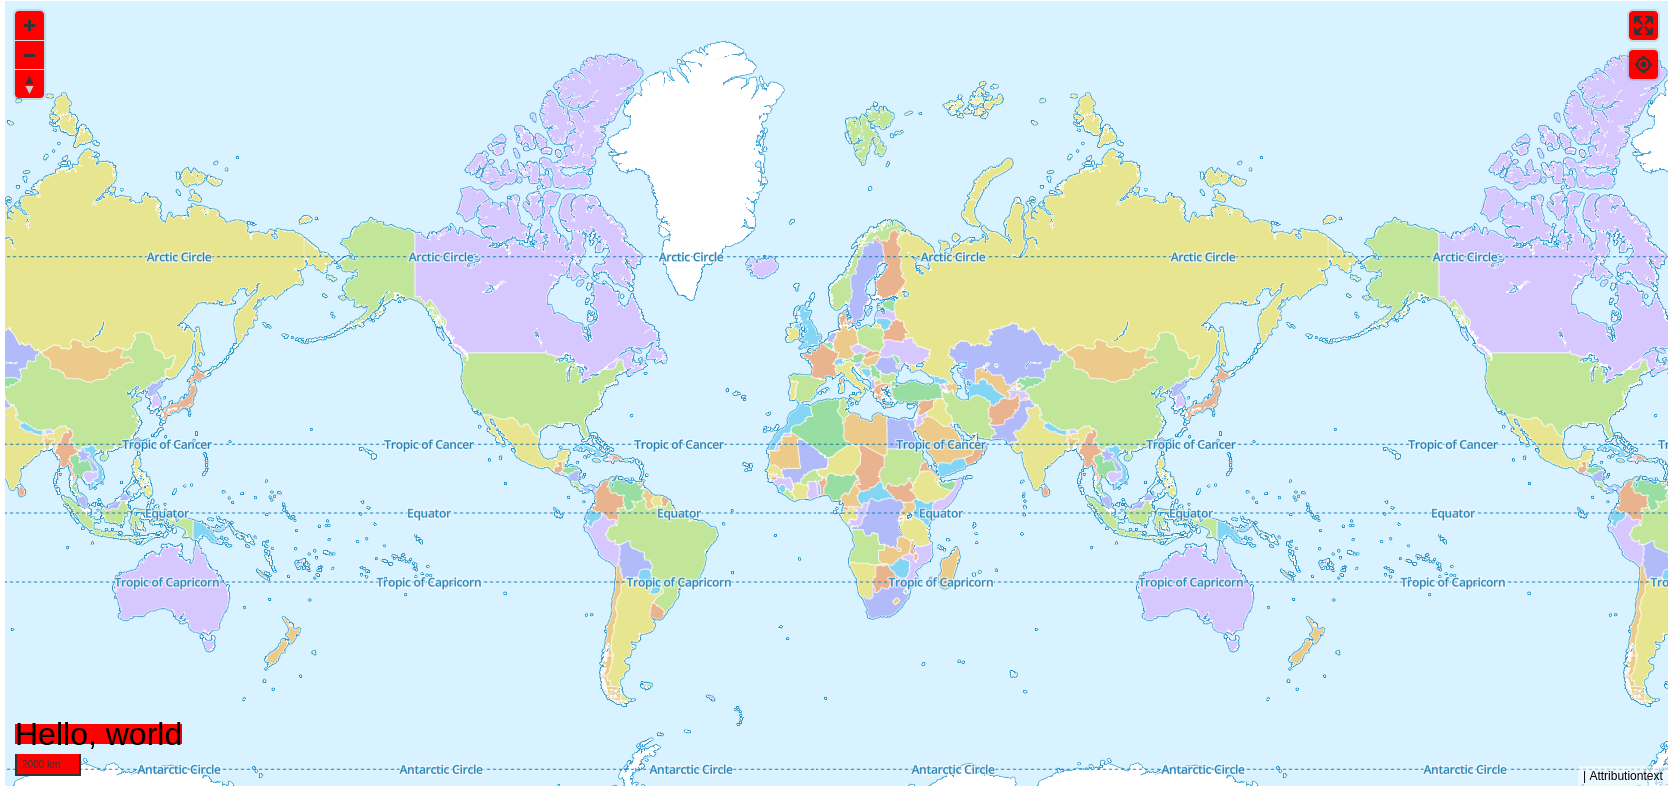 Arctic Circle Arctic Circle Arctic Circle Arctic Circle Arctic Circle Arctic Circle
Tropic of Cancer Tropic of Cancer Tropic of Cancer Tropic of Cancer Tropic of Cancer Tropic of Cancer Tr
Equator Equator Equator Equator Equator Equator
Tropic of Capricorn Tropic of Capricorn Tropic of Capricorn Tropic of Capricorn Tropic of Capricorn Tropic of Capricorn Tro
Hello, world
2000 km
Antarctic Circle Antarctic Circle Antarctic Circle Antarctic Circle Antarctic Circle Antarctic Circle
| Attributiontext